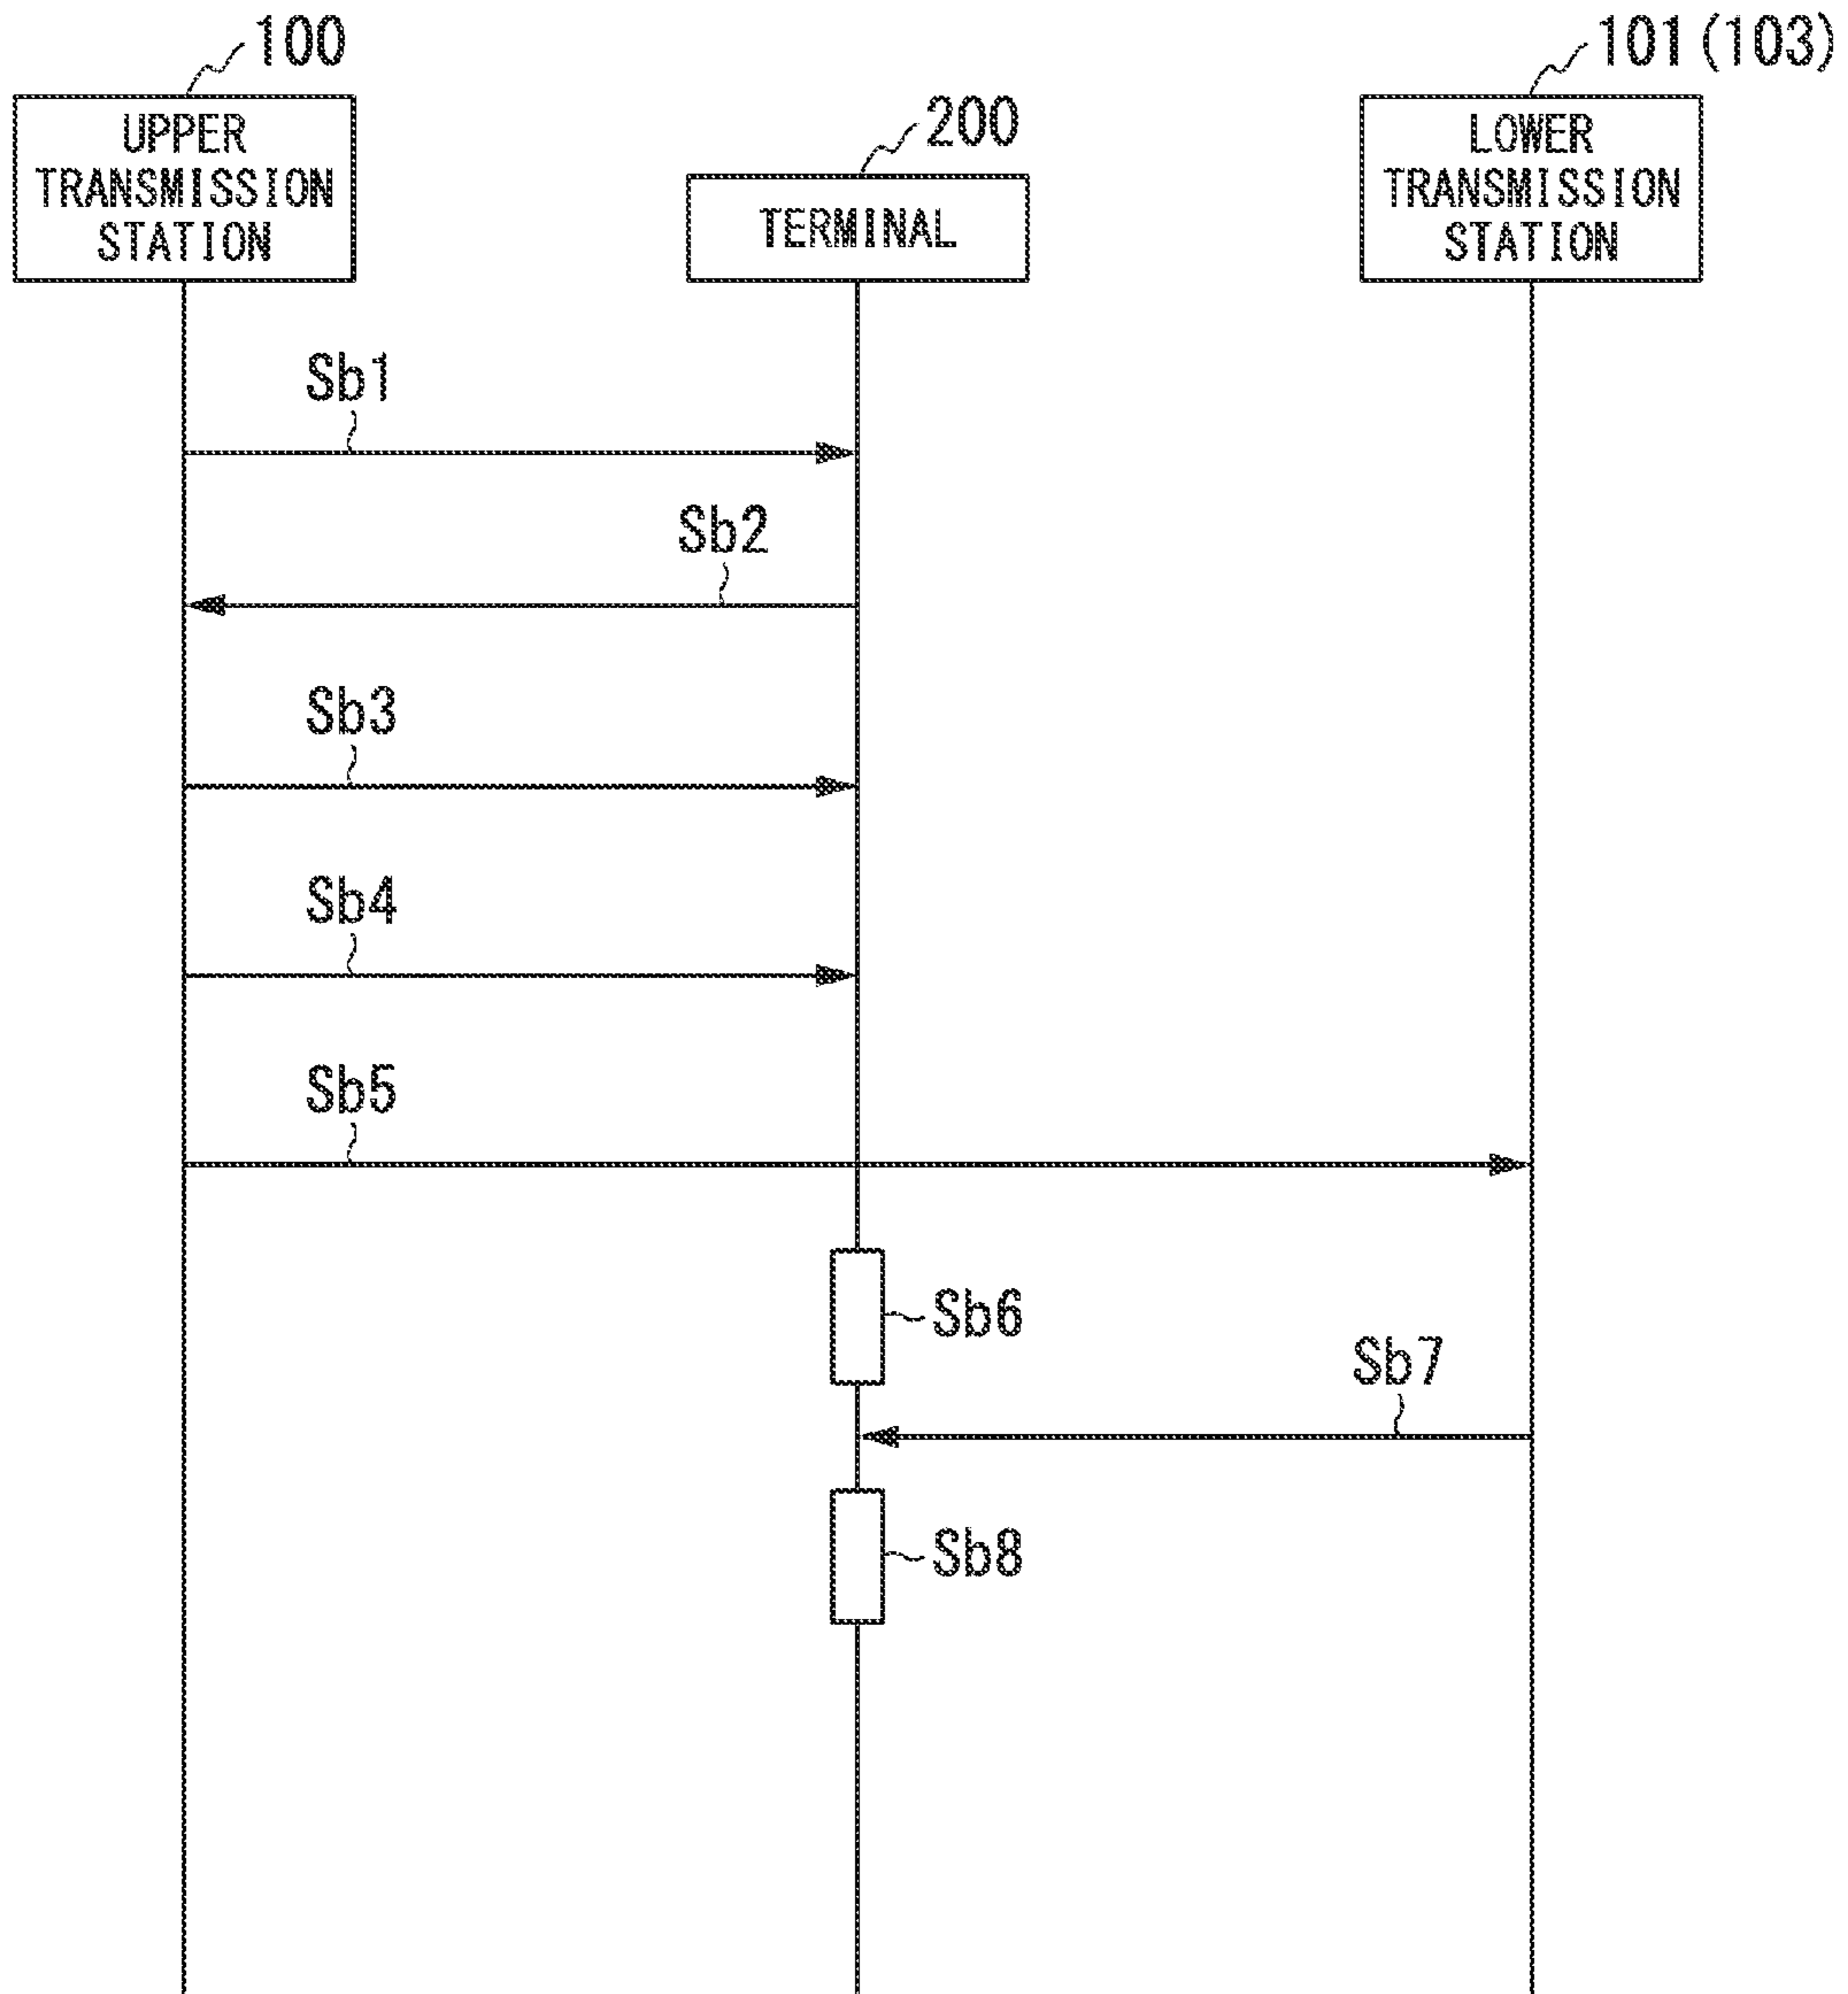 100
101(103)
UPPER
TRANSMISSION
STATION
200
TERMINAL
LOWER
TRANSMISSION
STATION
Sb1
Sb2
Sb3
Sb4
Sb5
Sb6
Sb7
Sb8